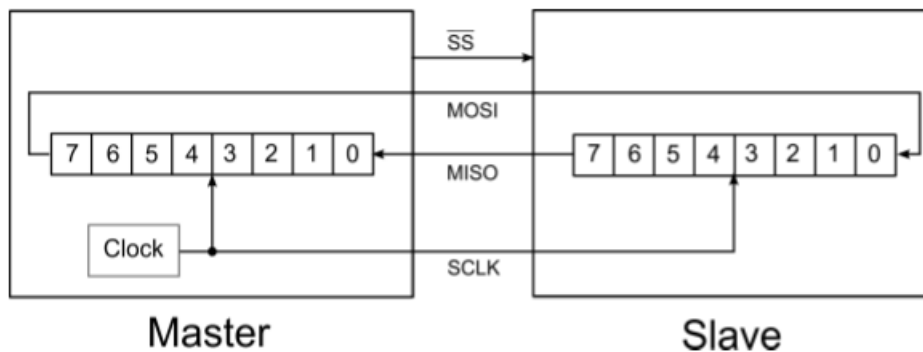 S̅S̅
MOSI
7 6 5 4 3 2 1 0
7 6 5 4 3 2 1 0
MISO
Clock
SCLK
Master
Slave